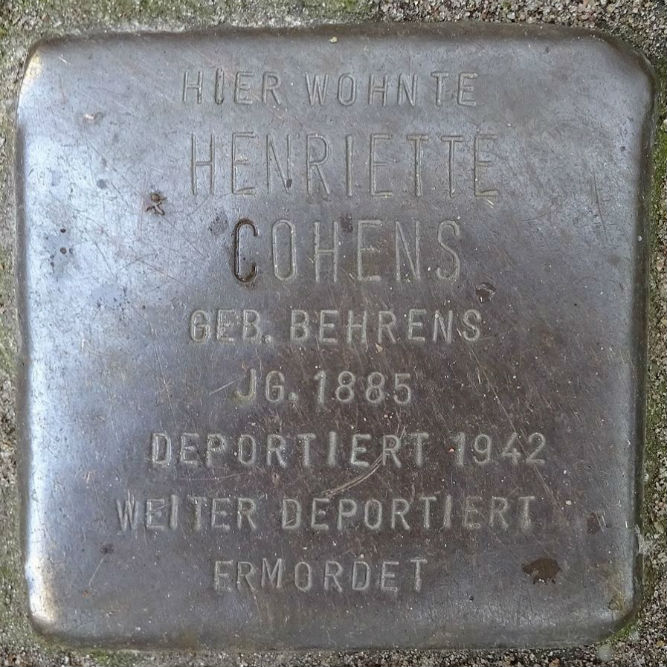 HIER WOHNTE
HENRIETTE
COHENS
GEB. BEHRENS
JG. 1885
DEPORTIERT 1942
WEITER DEPORTIERT
ERMORDET